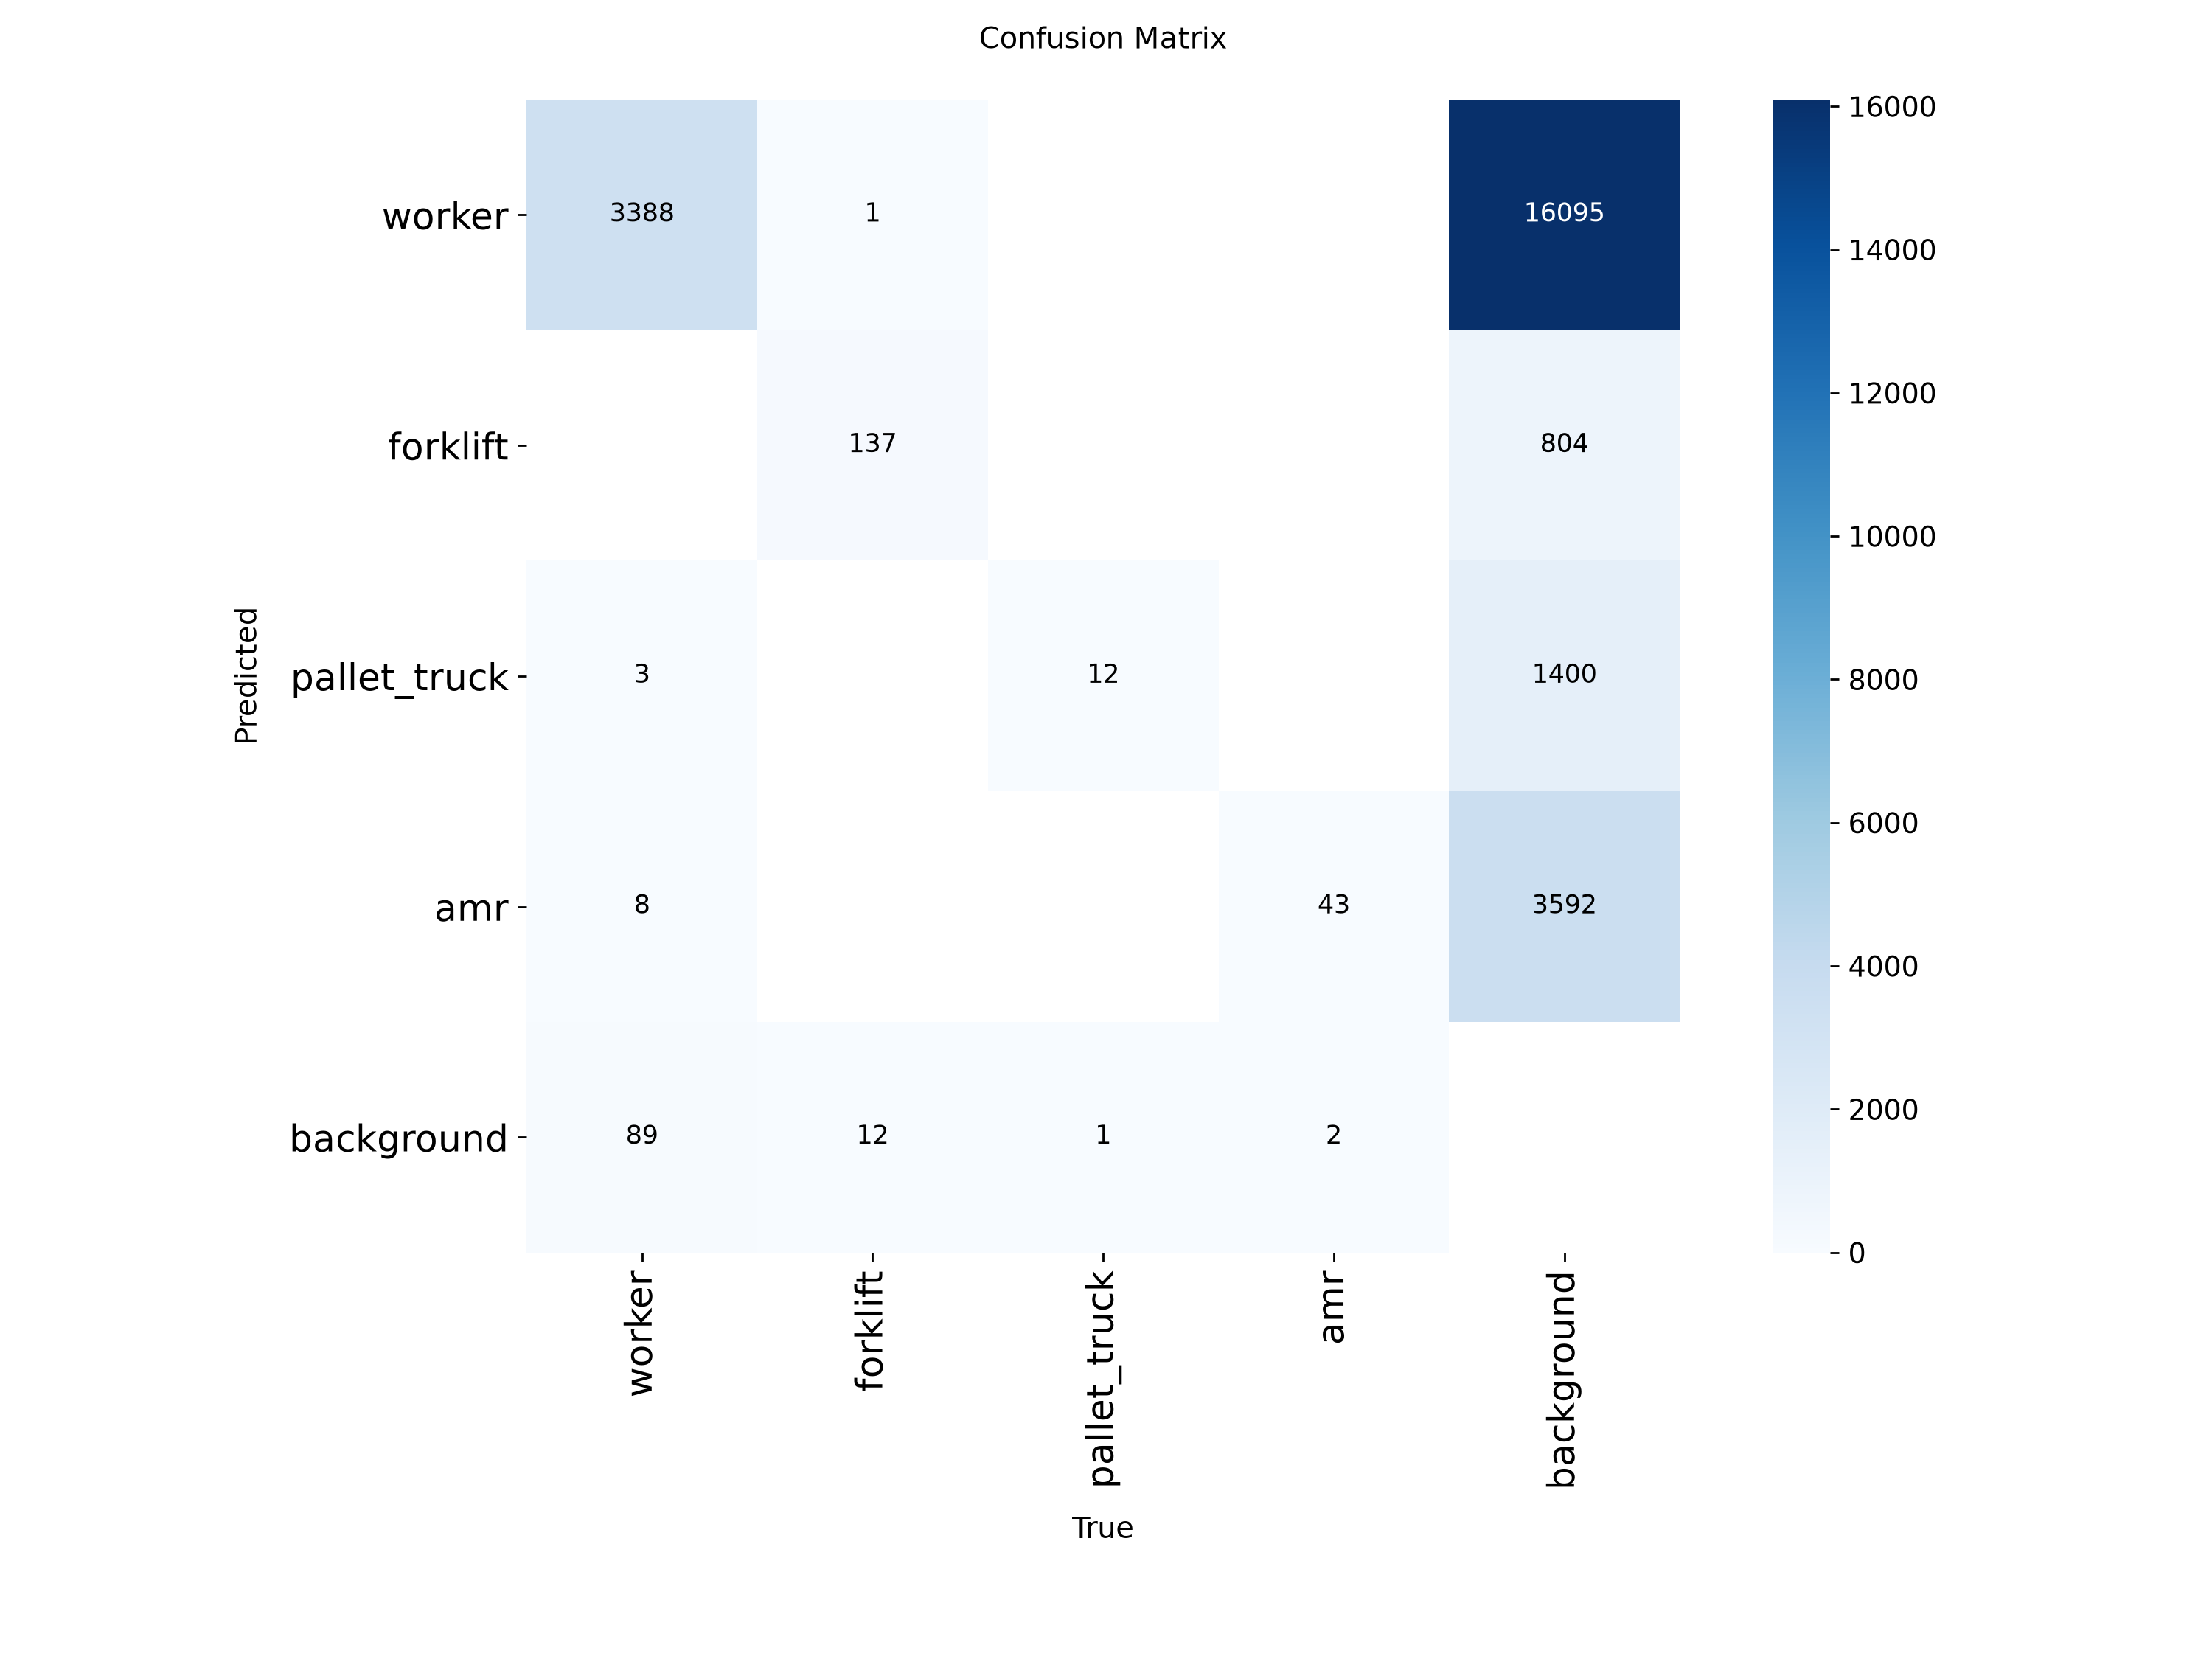 Confusion Matrix
worker
3388
1
16095
forklift
137
804
pallet_truck
3
12
1400
amr
8
43
3592
background
89
12
1
2
worker
forklift
pallet_truck
amr
background
Predicted
True
16000
14000
12000
10000
8000
6000
4000
2000
0